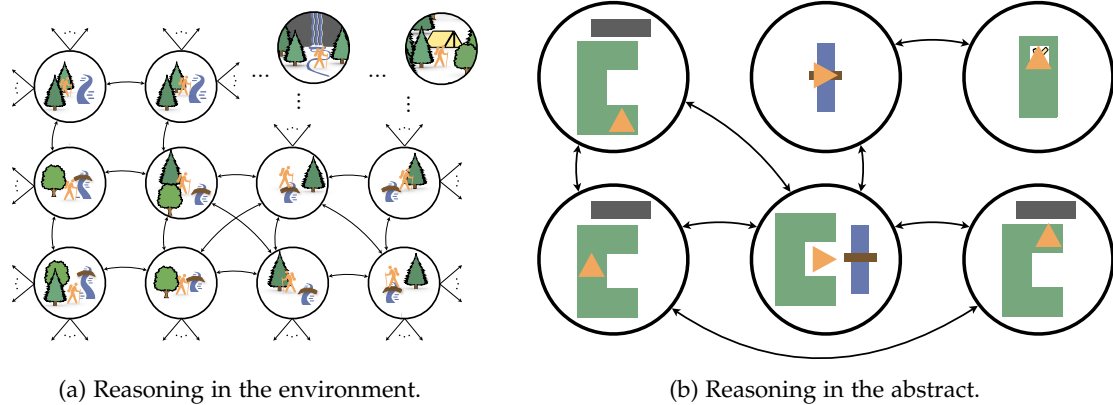 (a) Reasoning in the environment.
(b) Reasoning in the abstract.